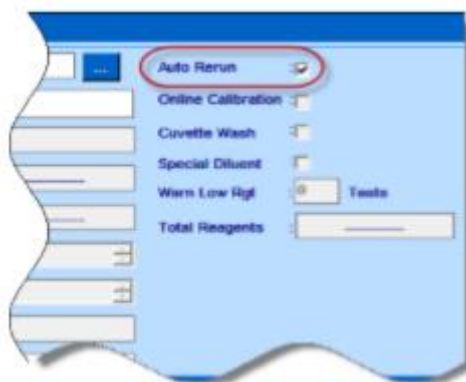 ...
Auto Rerun :
Online Calibration :
Cuvette Wash :
Special Diluent :
Warn Low Rgt : 0 Tests
Total Reagents :